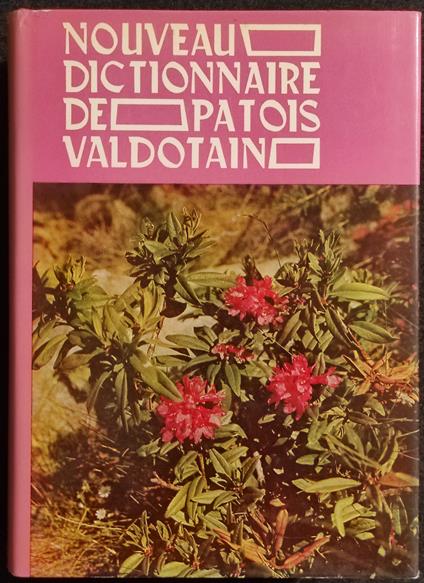 NOUVEAU
DICTIONNAIRE
DE PATOIS
VALDOTAIN